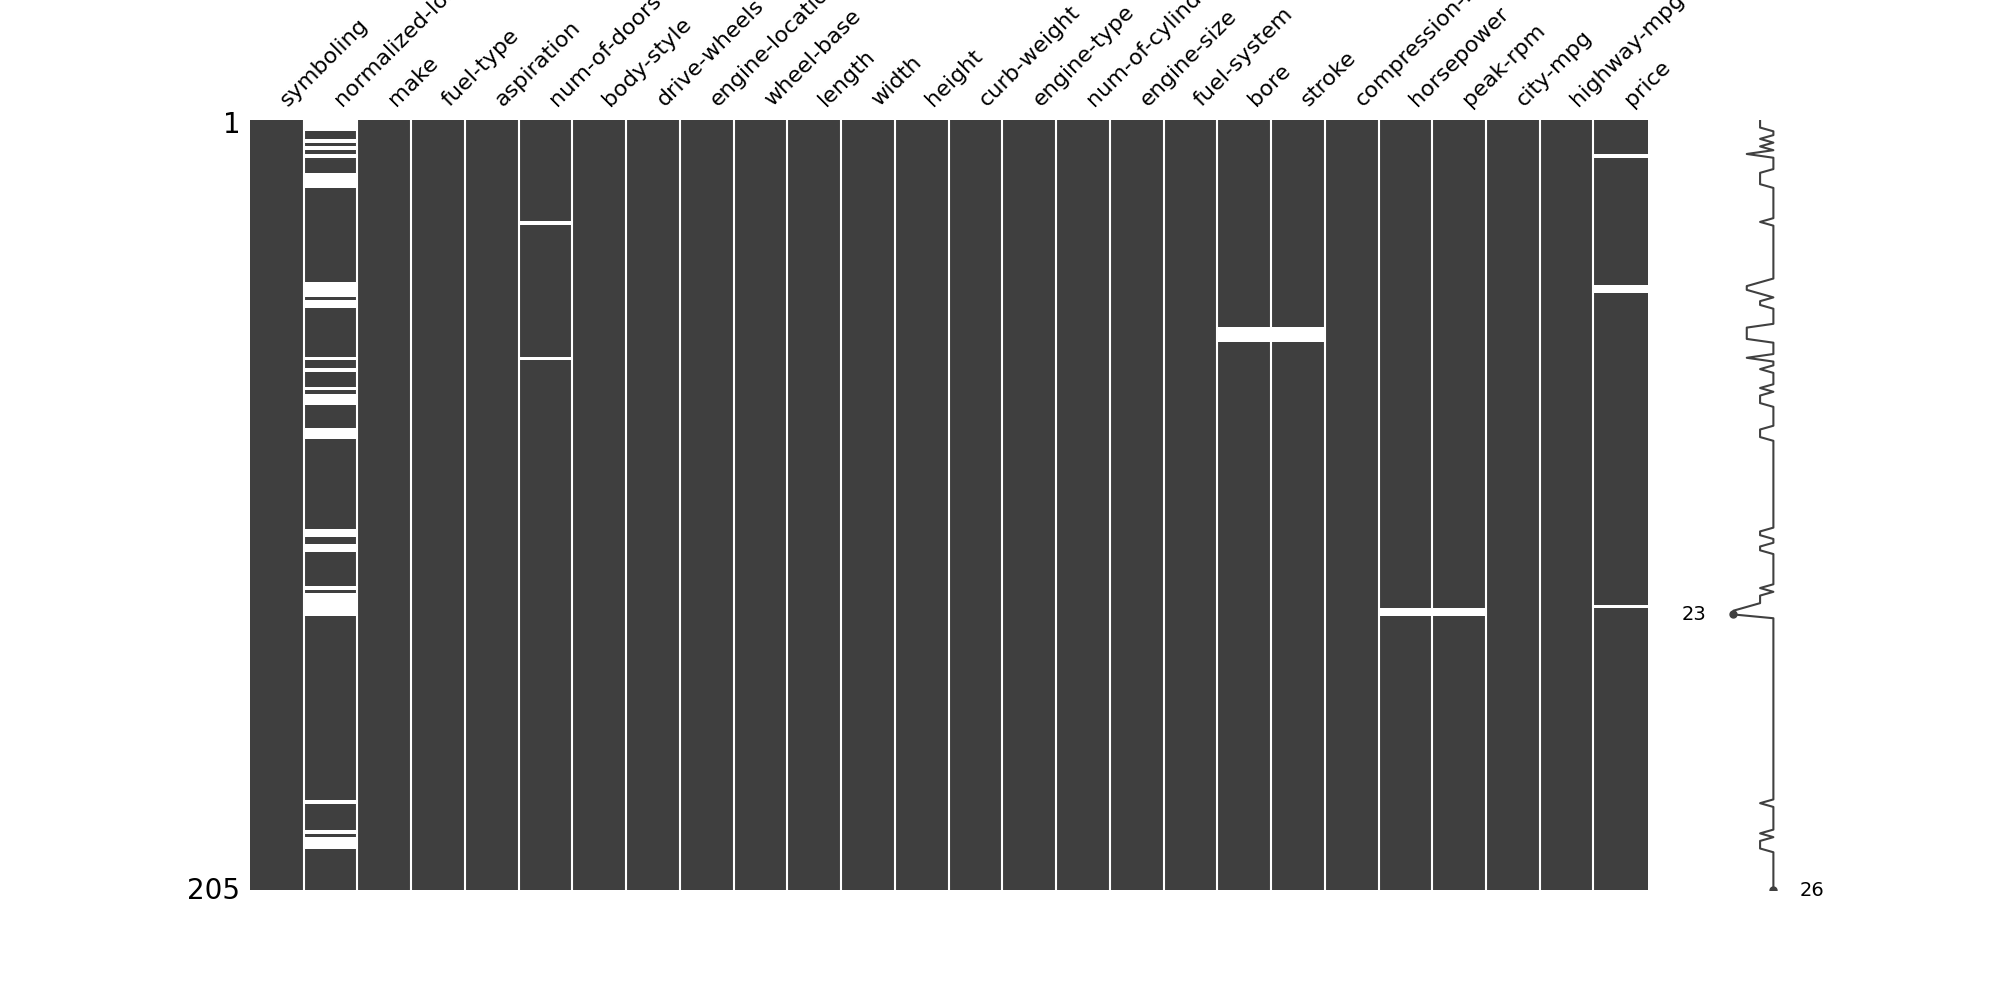 symboling
normalized-lo
make
fuel-type
aspiration
num-of-doors
body-style
drive-wheels
engine-locatio
wheel-base
length
width
height
curb-weight
engine-type
num-of-cylind
engine-size
fuel-system
bore
stroke
compression-
horsepower
peak-rpm
city-mpg
highway-mpg
price
1
23
205
26